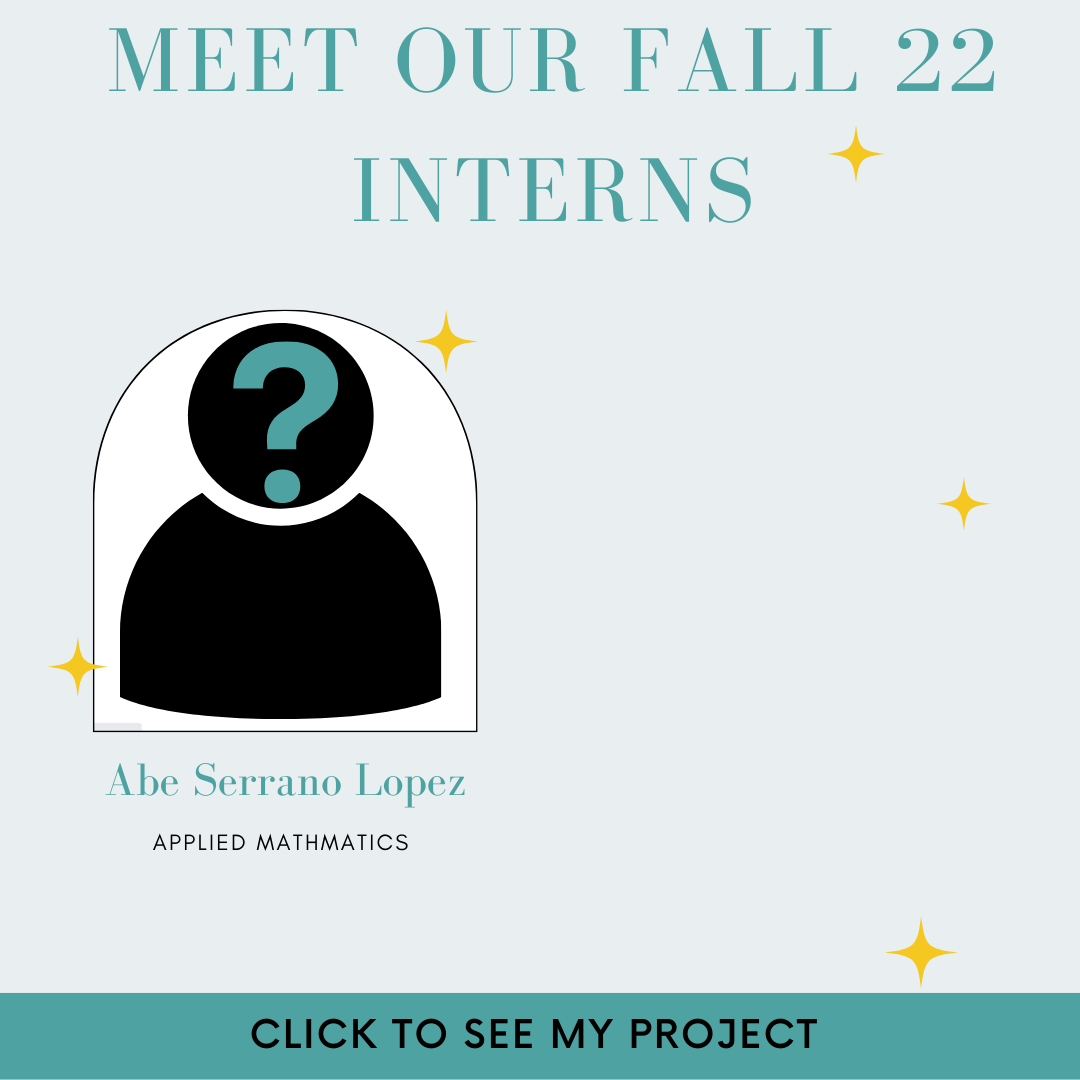 MEET OUR FALL 22
INTERNS
?
Abe Serrano Lopez
APPLIED MATHMATICS
CLICK TO SEE MY PROJECT